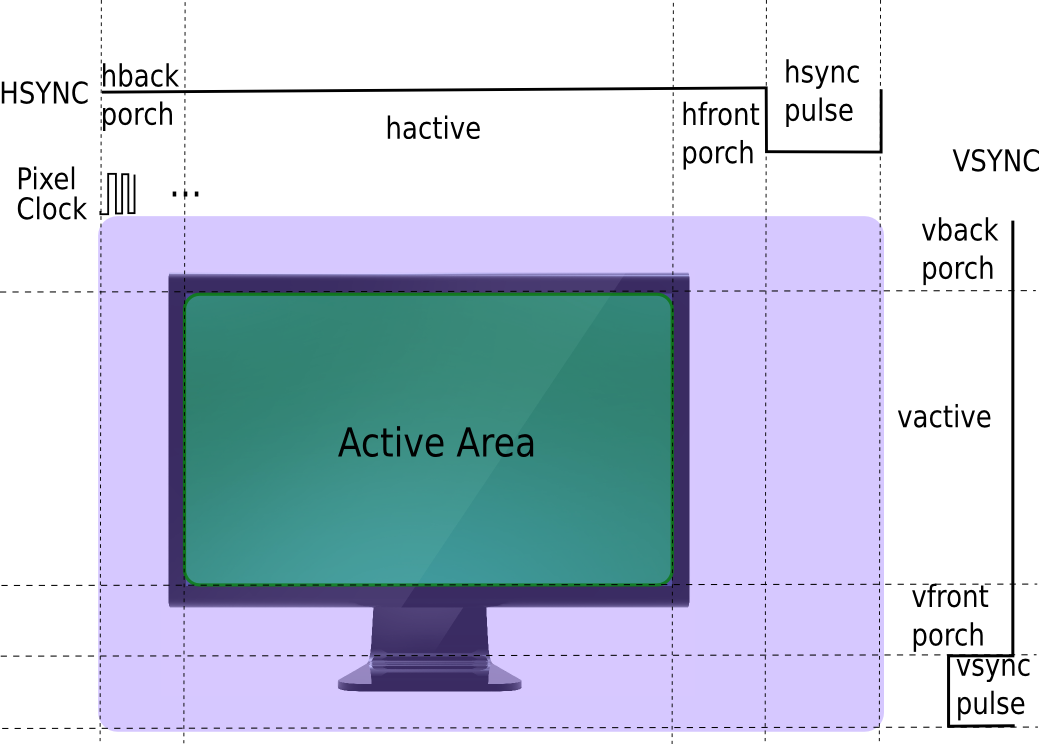 HSYNC
hback
porch
hactive
hfront
porch
hsync
pulse
Pixel
Clock
...
VSYNC
vback
porch
Active Area
vactive
vfront
porch
vsync
pulse